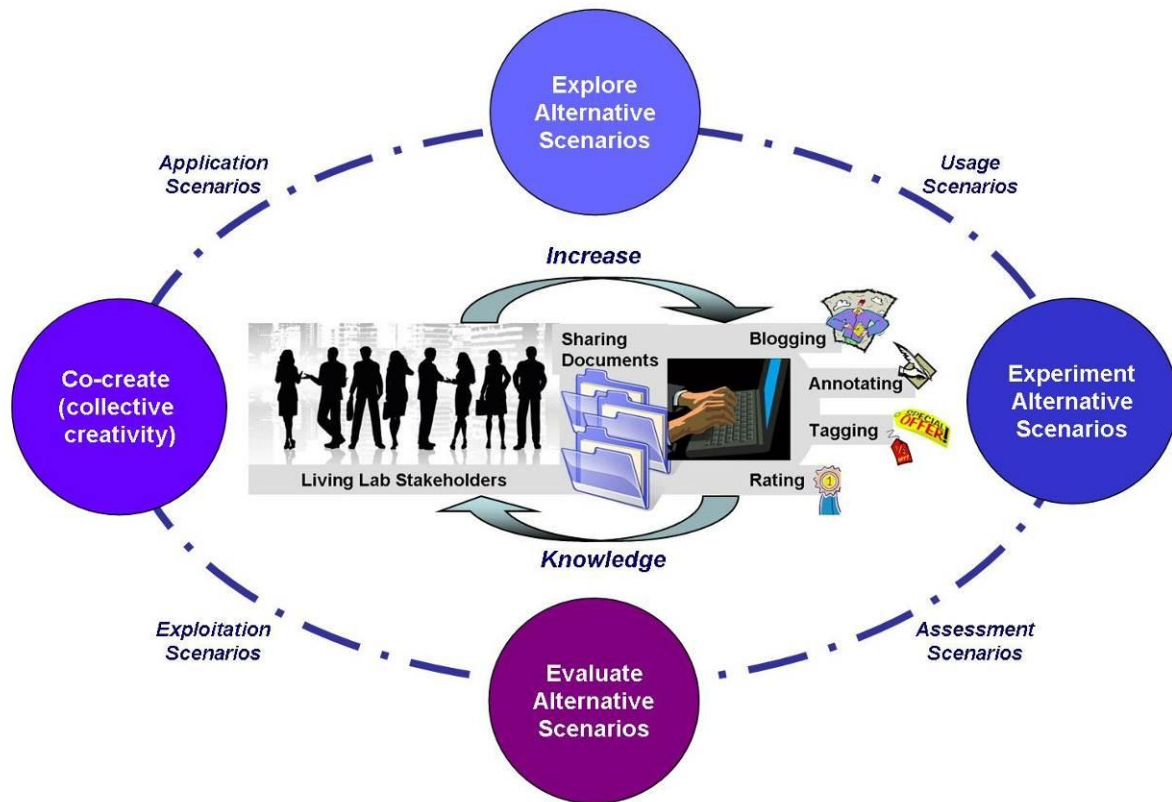 Explore
Alternative
Scenarios
Application
Scenarios
Usage
Scenarios
Increase
Co-create
(collective
creativity)
Sharing
Documents
Blogging
Annotating
Tagging
SPECIAL
OFFER!
Rating
1
Living Lab Stakeholders
Experiment
Alternative
Scenarios
Knowledge
Exploitation
Scenarios
Assessment
Scenarios
Evaluate
Alternative
Scenarios